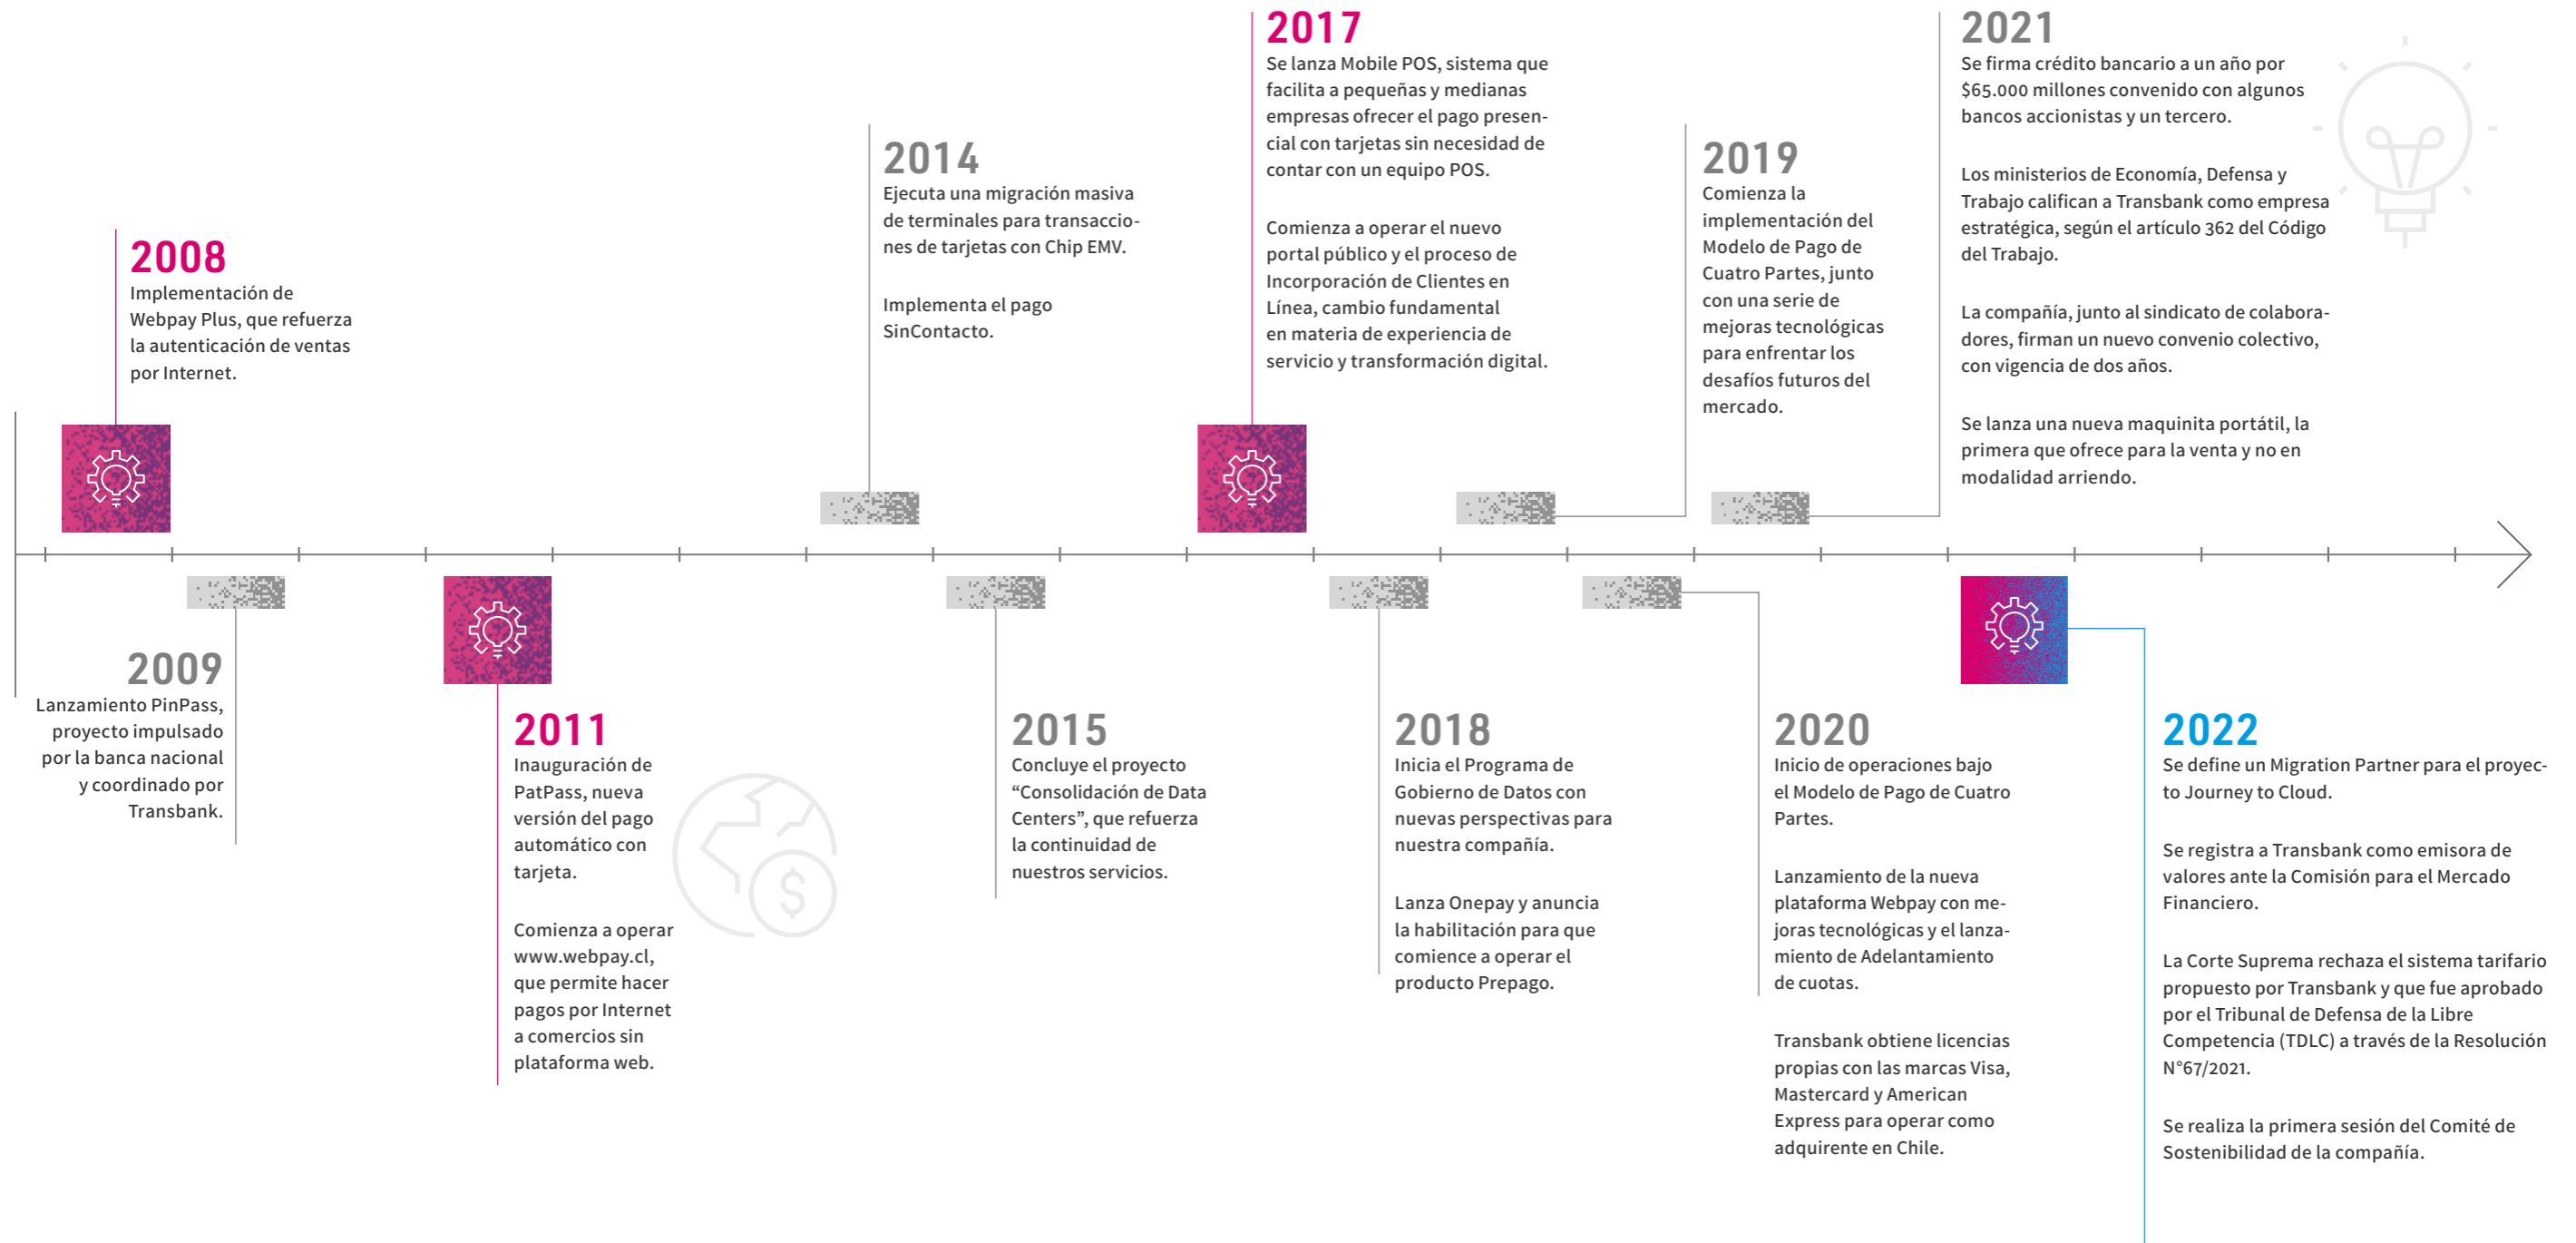 2008
Implementación de
Webpay Plus, que refuerza
la autenticación de ventas
por Internet.
2009
Lanzamiento PinPass,
proyecto impulsado
por la banca nacional
y coordinado por
Transbank.
2011
Inauguración de
PatPass, nueva
versión del pago
automático con
tarjeta.
Comienza a operar
www.webpay.cl,
que permite hacer
pagos por Internet
a comercios sin
plataforma web.
$
2014
Ejecuta una migración masiva
de terminales para transaccio-
nes de tarjetas con Chip EMV.
Implementa el pago
SinContacto.
2015
Concluye el proyecto
“Consolidación de Data
Centers”, que refuerza
la continuidad de
nuestros servicios.
2017
Se lanza Mobile POS, sistema que
facilita a pequeñas y medianas
empresas ofrecer el pago presen-
cial con tarjetas sin necesidad de
contar con un equipo POS.
Comienza a operar el nuevo
portal público y el proceso de
Incorporación de Clientes en
Línea, cambio fundamental
en materia de experiencia de
servicio y transformación digital.
2018
Inicia el Programa de
Gobierno de Datos con
nuevas perspectivas para
nuestra compañía.
Lanza Onepay y anuncia
la habilitación para que
comience a operar el
producto Prepago.
2019
Comienza la
implementación del
Modelo de Pago de
Cuatro Partes, junto
con una serie de
mejoras tecnológicas
para enfrentar los
desafíos futuros del
mercado.
2020
Inicio de operaciones bajo
el Modelo de Pago de Cuatro
Partes.
Lanzamiento de la nueva
plataforma Webpay con me-
joras tecnológicas y el lanza-
miento de Adelantamiento
de cuotas.
Transbank obtiene licencias
propias con las marcas Visa,
Mastercard y American
Express para operar como
adquirente en Chile.
2021
Se firma crédito bancario a un año por
$65.000 millones convenido con algunos
bancos accionistas y un tercero.
Los ministerios de Economía, Defensa y
Trabajo califican a Transbank como empresa
estratégica, según el artículo 362 del Código
del Trabajo.
La compañía, junto al sindicato de colabora-
dores, firman un nuevo convenio colectivo,
con vigencia de dos años.
Se lanza una nueva maquinita portátil, la
primera que ofrece para la venta y no en
modalidad arriendo.
2022
Se define un Migration Partner para el proyec-
to Journey to Cloud.
Se registra a Transbank como emisora de
valores ante la Comisión para el Mercado
Financiero.
La Corte Suprema rechaza el sistema tarifario
propuesto por Transbank y que fue aprobado
por el Tribunal de Defensa de la Libre
Competencia (TDLC) a través de la Resolución
N°67/2021.
Se realiza la primera sesión del Comité de
Sostenibilidad de la compañía.